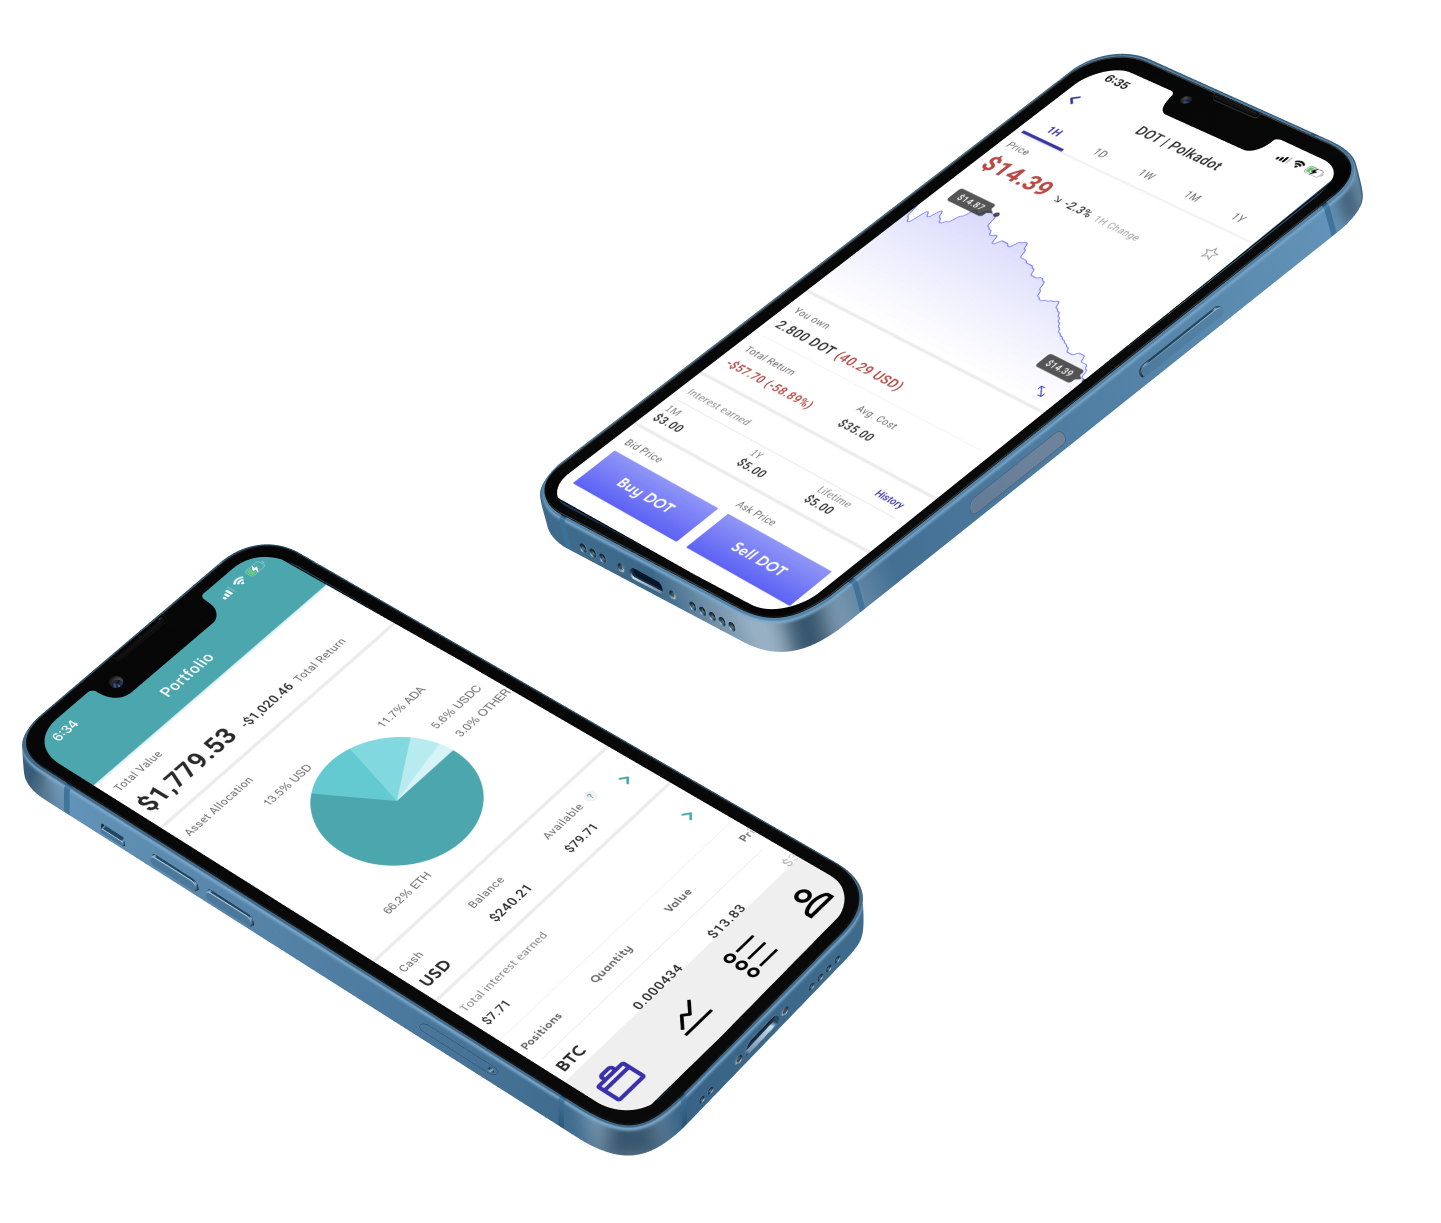 6:35
DOT | Polkadot
1H
1D
1W
1M
1Y
Price
$14.39 -2.3% 1H Change
$14.87
$14.39
You own
2.800 DOT (40.29 USD)
Total Return
-$57.70 (-58.89%)
Avg. Cost
$35.00
Interest earned
1M
$3.00
1Y
$5.00
Lifetime
$5.00
History
Bid Price
Buy DOT
Ask Price
Sell DOT
6:34
Portfolio
Total Value
$1,779.53 -$1,020.46 Total Return
Asset Allocation
13.5% USD
11.7% ADA
5.6% USDC
3.0% OTHER
66.2% ETH
Cash
USD
Balance
$240.21
Available ?
$79.71
Total interest earned
$7.71
Positions
Quantity
Value
BTC
0.000434
$13.83